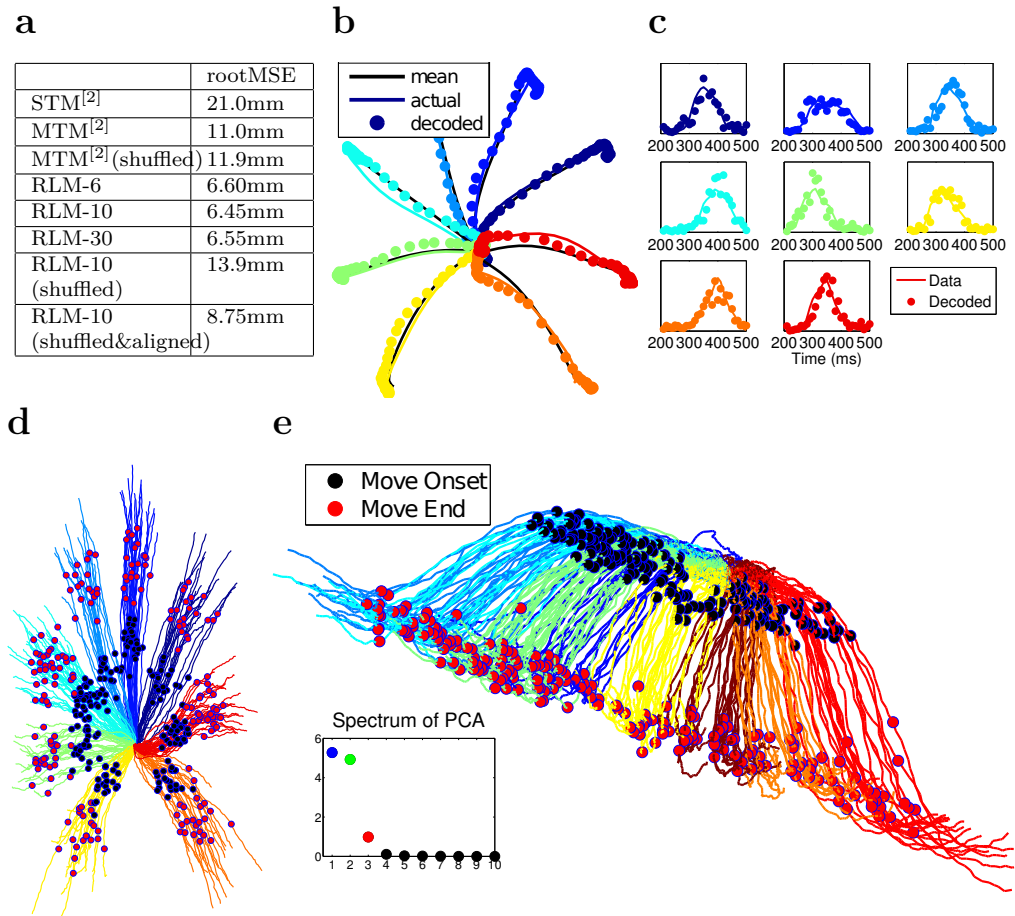 a
rootMSE
STM[2] 21.0mm
MTM[2] 11.0mm
MTM[2](shuffled) 11.9mm
RLM-6 6.60mm
RLM-10 6.45mm
RLM-30 6.55mm
RLM-10 13.9mm
(shuffled)
RLM-10 8.75mm
(shuffled&aligned)
b
mean
actual
decoded
c
200 300 400 500
200 300 400 500
200 300 400 500
200 300 400 500
200 300 400 500
200 300 400 500
200 300 400 500
200 300 400 500
Time (ms)
Data
Decoded
d
e
Move Onset
Move End
Spectrum of PCA
6
4
2
0
1 2 3 4 5 6 7 8 9 10